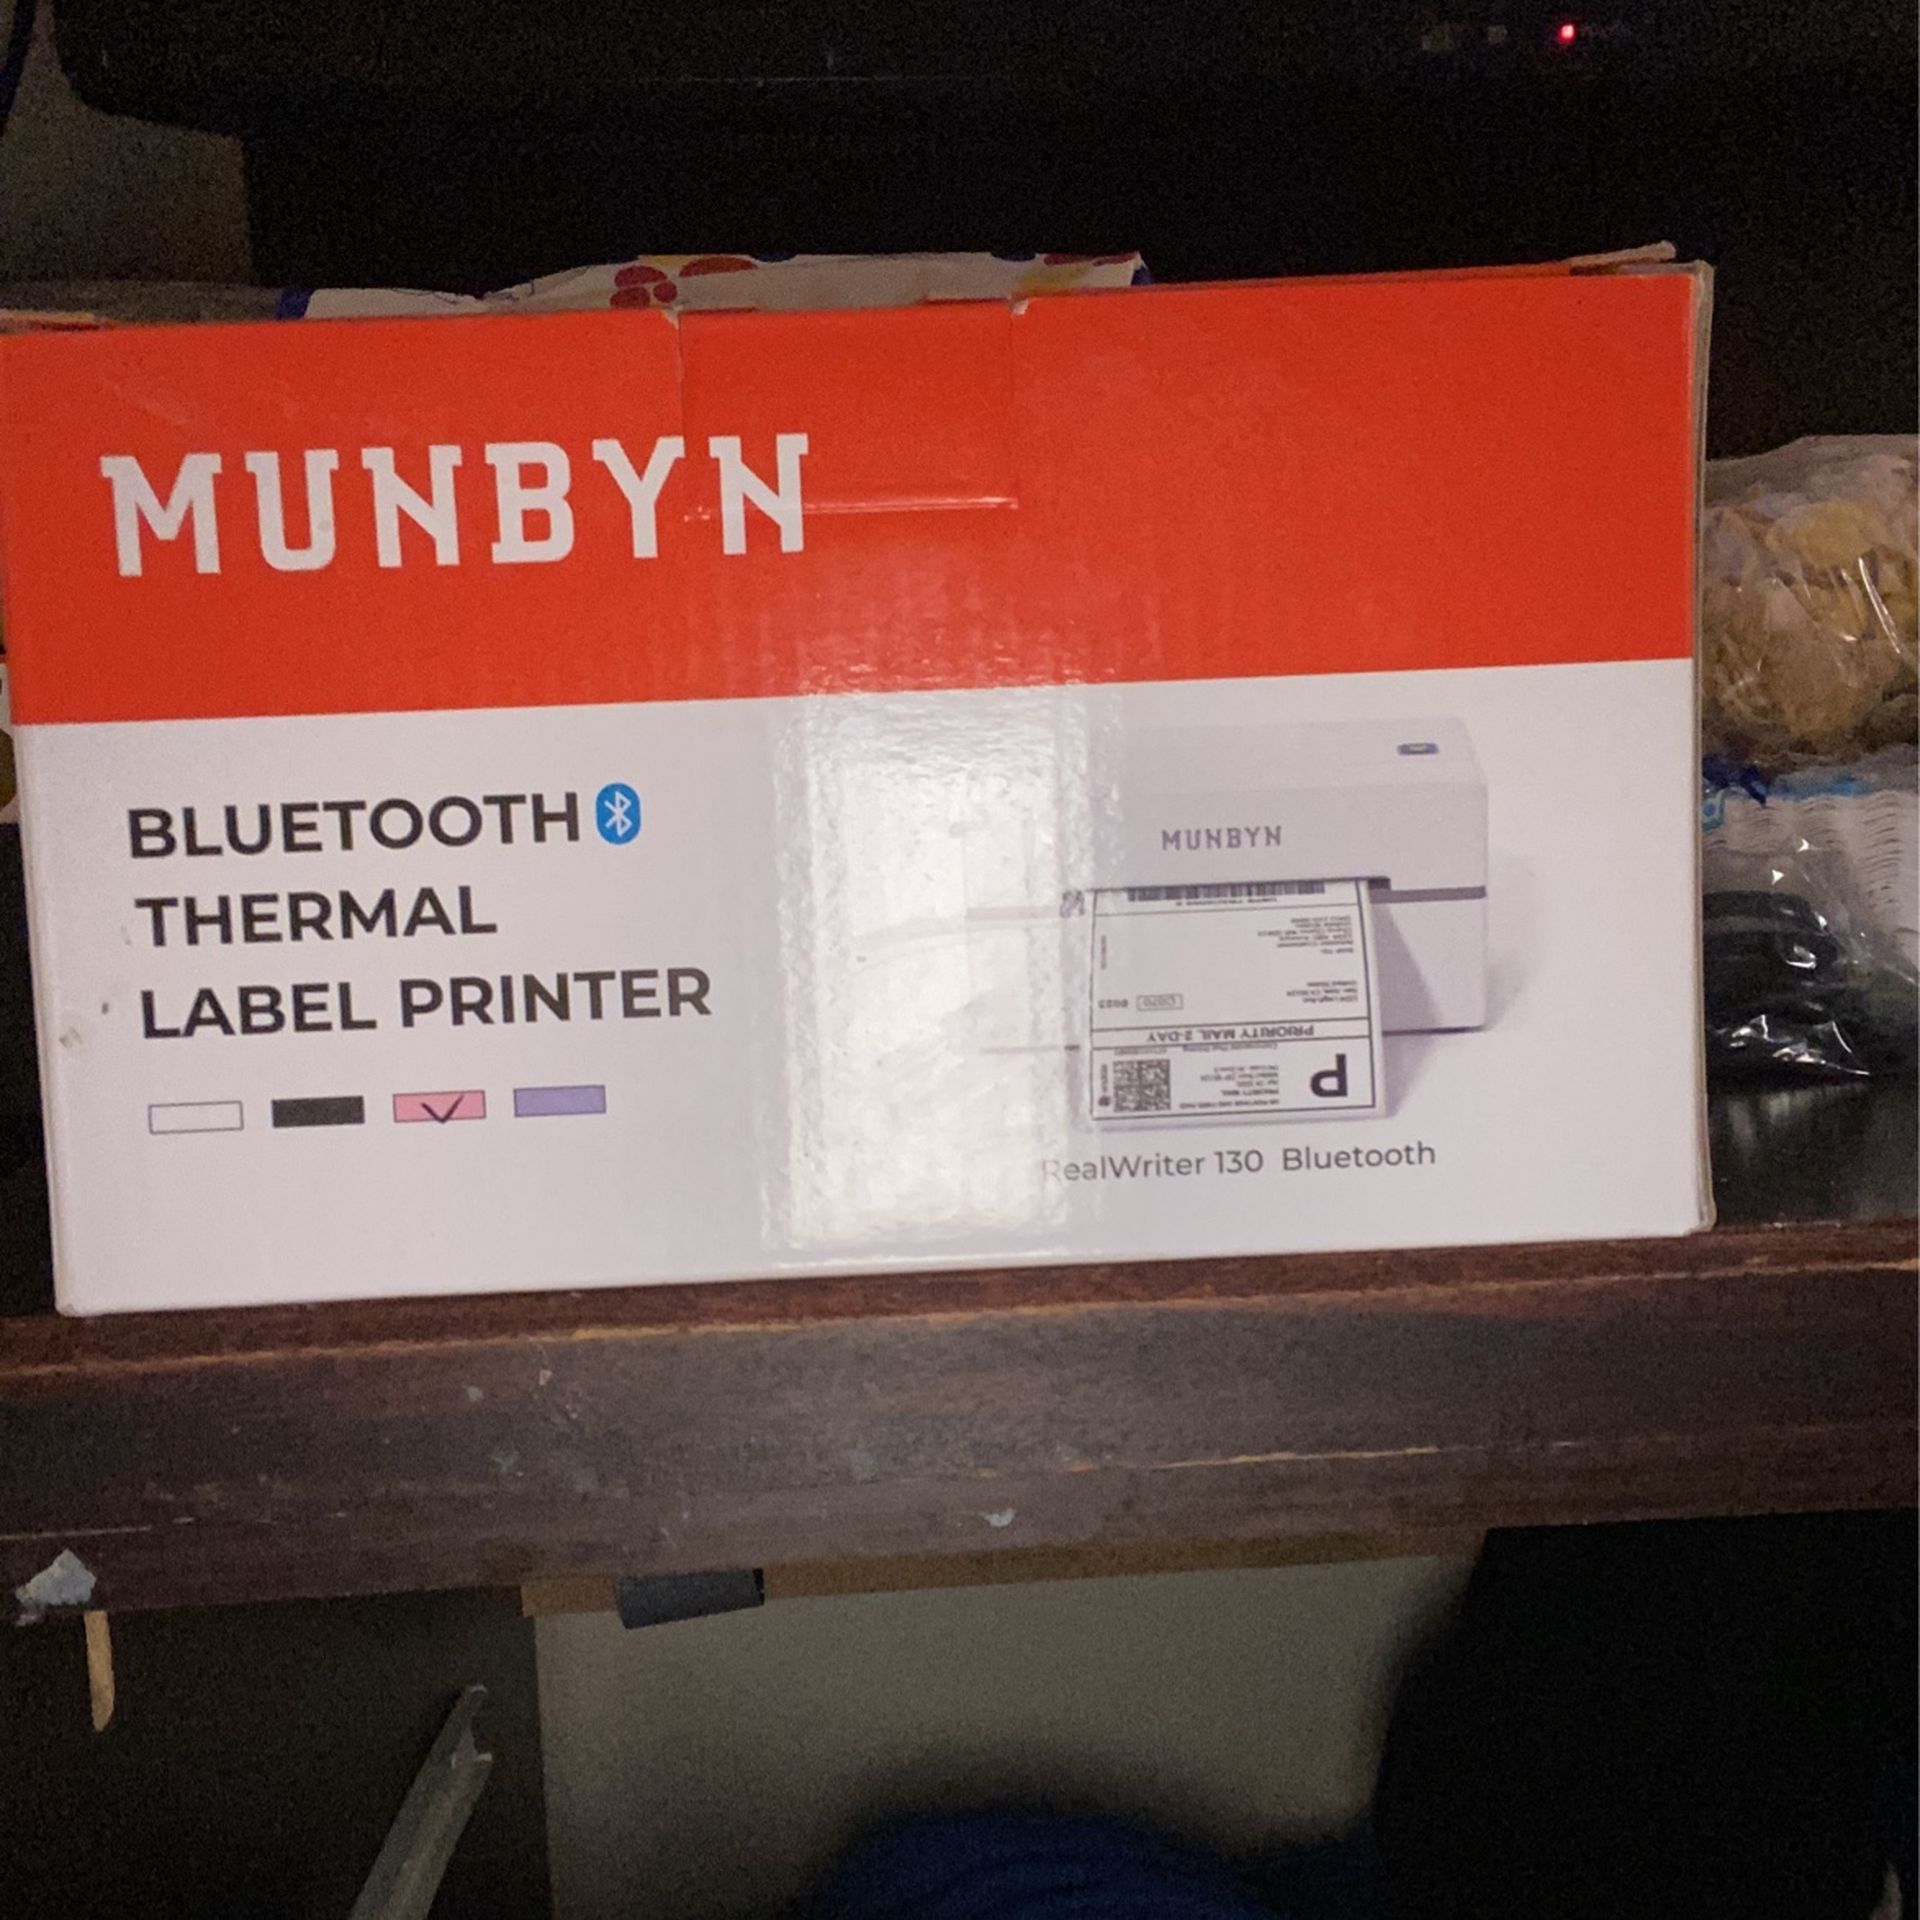 MUNBYN
BLUETOOTH
THERMAL
LABEL PRINTER
MUNBYN
PRIORITY MAIL 2-DAY
P
RealWriter 130 Bluetooth